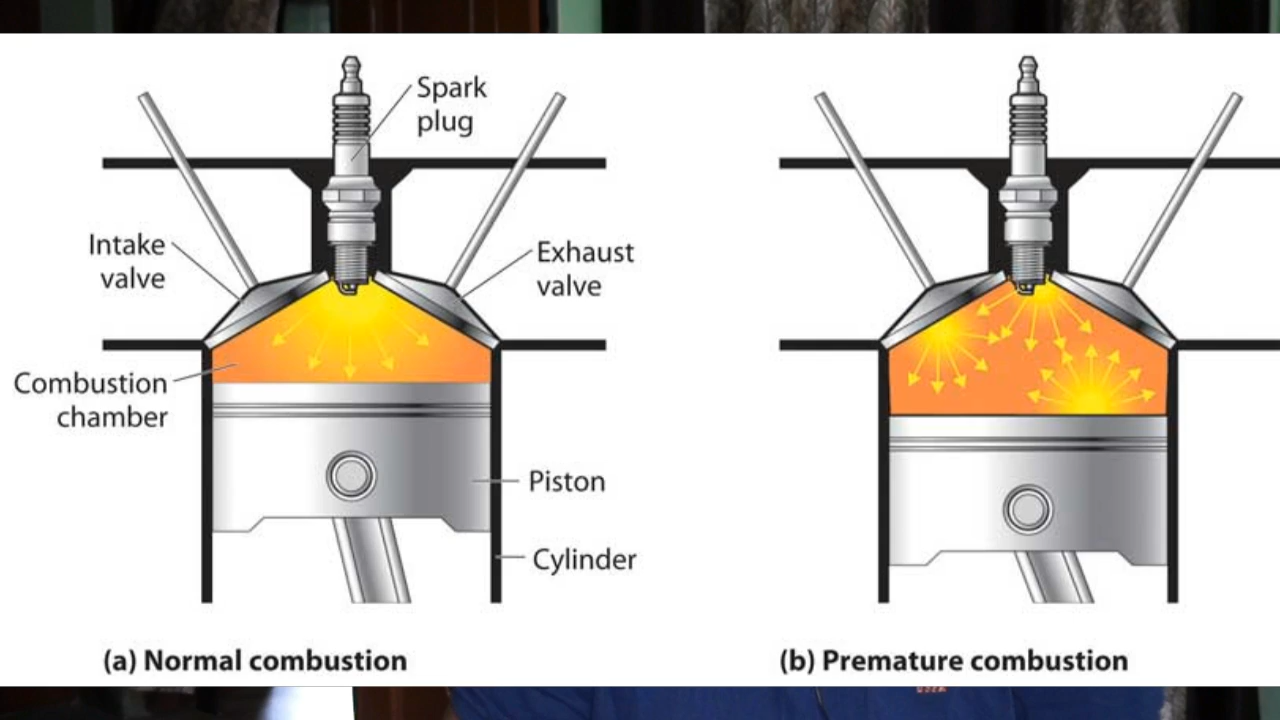 Spark
plug
Intake
valve
Exhaust
valve
Combustion
chamber
Piston
Cylinder
(a) Normal combustion
(b) Premature combustion